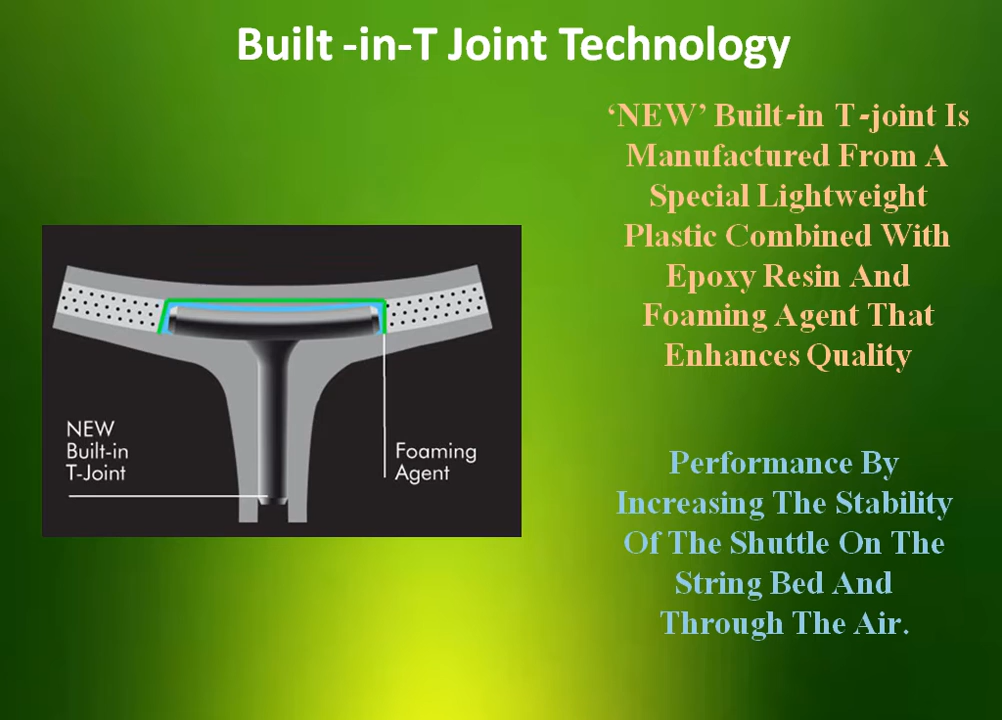 Built -in-T Joint Technology
‘NEW’ Built-in T-joint Is
Manufactured From A
Special Lightweight
Plastic Combined With
Epoxy Resin And
Foaming Agent That
Enhances Quality
NEW
Built-in
T-Joint
Foaming
Agent
Performance By
Increasing The Stability
Of The Shuttle On The
String Bed And
Through The Air.